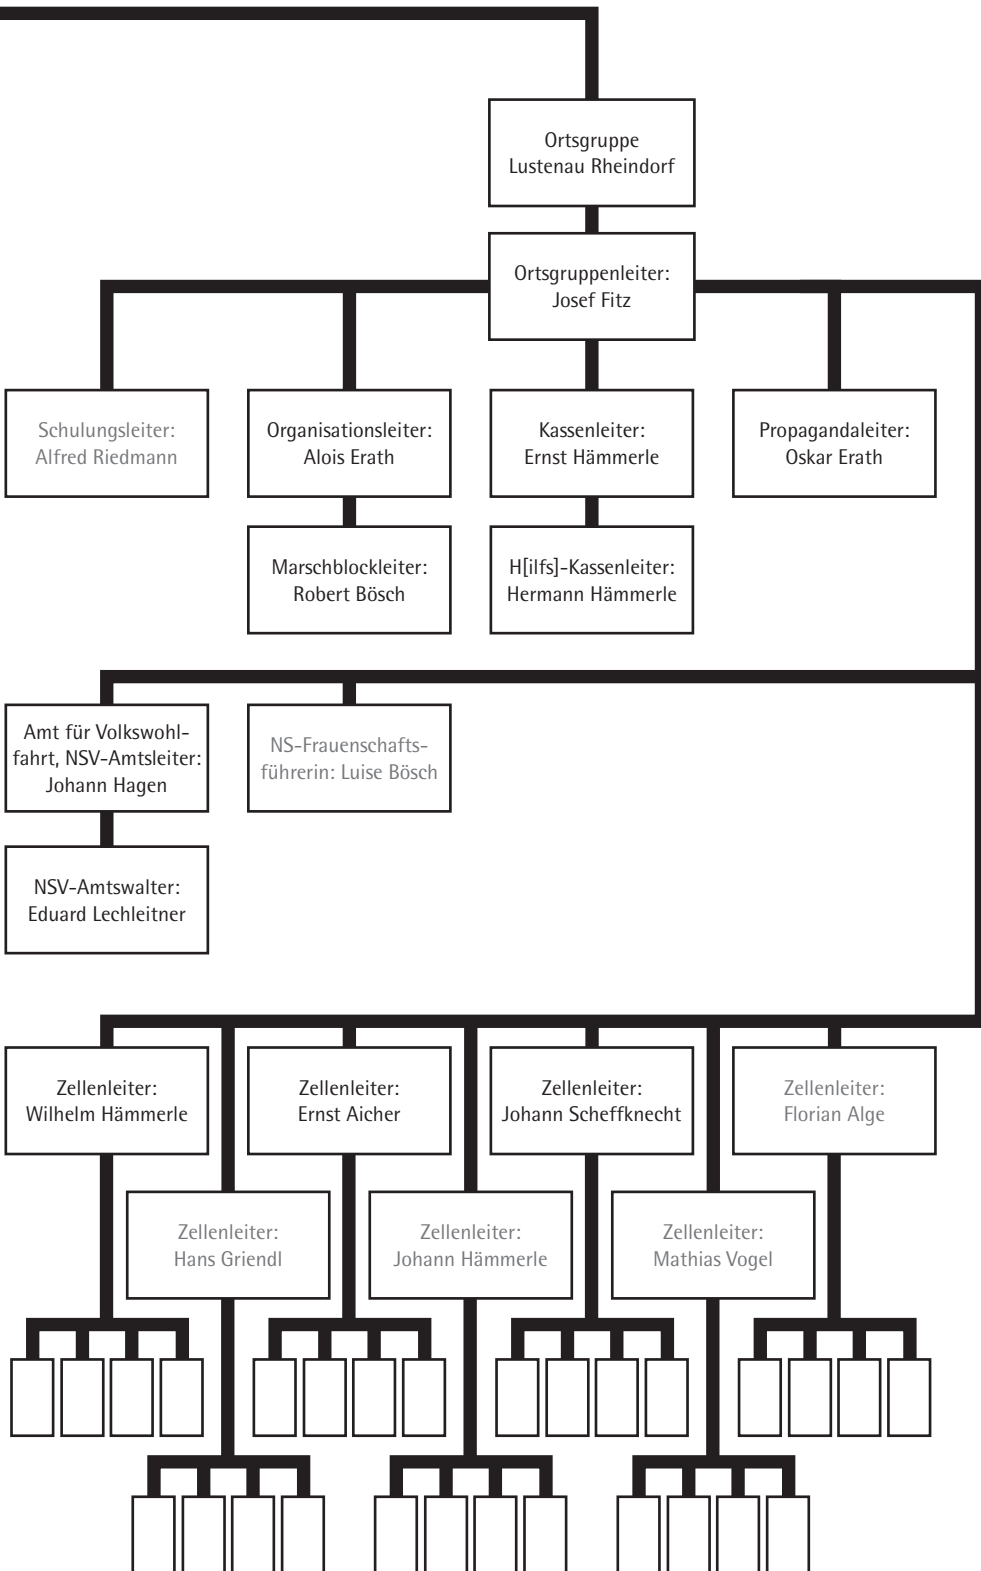 Ortsgruppe
Lustenau Rheindorf
Ortsgruppenleiter:
Josef Fitz
Schulungsleiter:
Alfred Riedmann
Organisationsleiter:
Alois Erath
Kassenleiter:
Ernst Hämmerle
Propagandaleiter:
Oskar Erath
Marschblockleiter:
Robert Bösch
H[ilfs]-Kassenleiter:
Hermann Hämmerle
Amt für Volkswohl-
fahrt, NSV-Amtsleiter:
Johann Hagen
NS-Frauenschafts-
führerin: Luise Bösch
NSV-Amtswalter:
Eduard Lechleitner
Zellenleiter:
Wilhelm Hämmerle
Zellenleiter:
Ernst Aicher
Zellenleiter:
Johann Scheffknecht
Zellenleiter:
Florian Alge
Zellenleiter:
Hans Griendl
Zellenleiter:
Johann Hämmerle
Zellenleiter:
Mathias Vogel